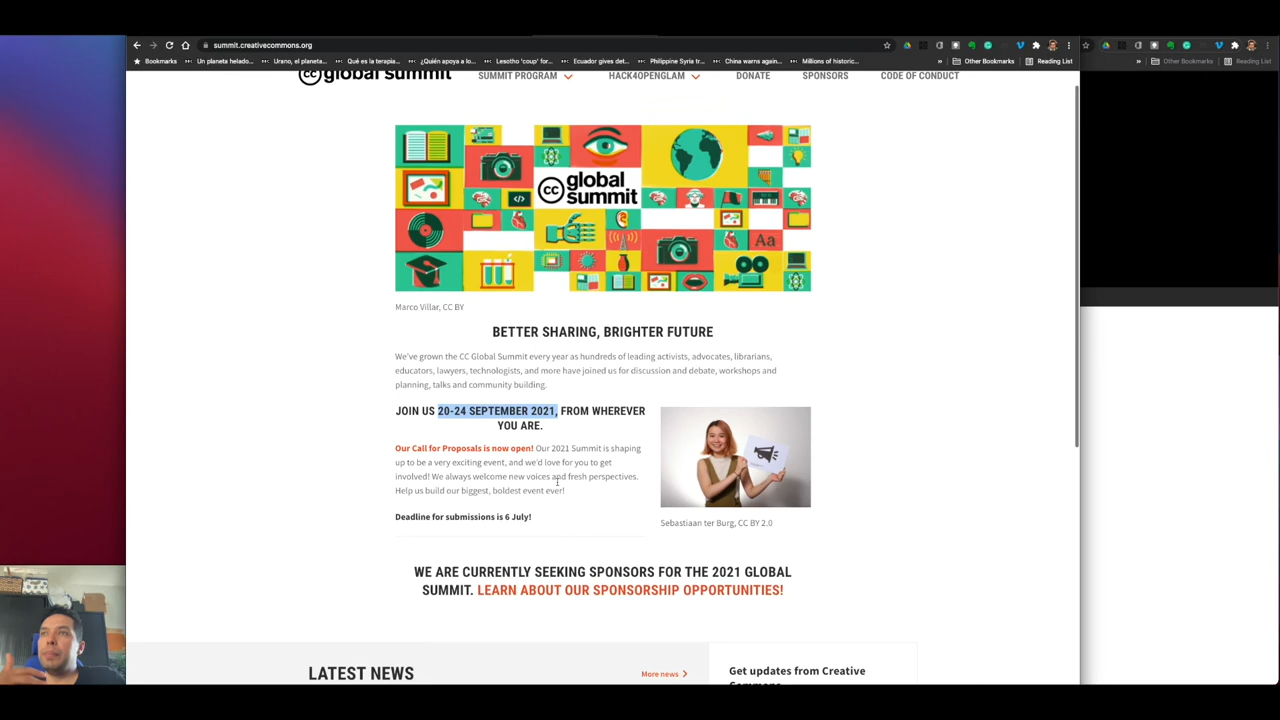 summit.creativecommons.org
Bookmarks Un planeta helado... Urano, el planeta... Qué es la terapia... ¿Quién apoya a lo... Lesotho 'coup' for... Ecuador gives det... Philippine Syria tr... China warns again... Millions of historic... » Other Buokmarks Reading List » Other Bookmarks Reading List
cc global summit SUMMIT PROGRAM HACK4OPENGLAM DONATE SPONSORS CODE OF CONDUCT
cc global
summit
Aa
Marco Villar, CC BY
BETTER SHARING, BRIGHTER FUTURE
We've grown the CC Global Summit every year as hundreds of leading activists, advocates, librarians,
educators, lawyers, technologists, and more have joined us for discussion and debate, workshops and
planning, talks and community building.
JOIN US 20-24 SEPTEMBER 2021, FROM WHEREVER
YOU ARE.
Our Call for Proposals is now open! Our 2021 Summit is shaping
up to be a very exciting event, and we'd love for you to get
involved! We always welcome new voices and fresh perspectives.
Help us build our biggest, boldest event ever!
Deadline for submissions is 6 July!
Sebastiaan ter Burg, CC BY 2.0
WE ARE CURRENTLY SEEKING SPONSORS FOR THE 2021 GLOBAL
SUMMIT. LEARN ABOUT OUR SPONSORSHIP OPPORTUNITIES!
LATEST NEWS More news
Get updates from Creative
Commons